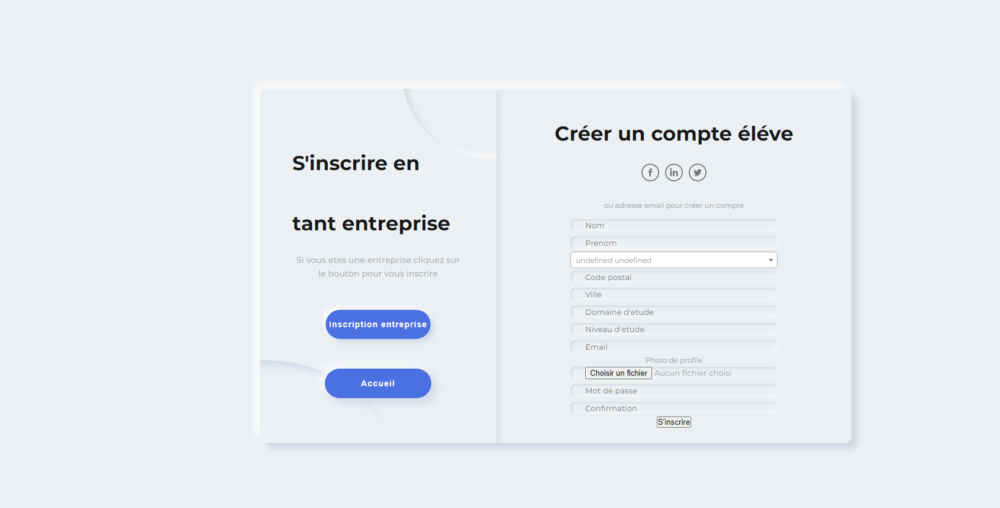 S'inscrire en
tant entreprise
Si vous etes une entreprise cliquez sur
le bouton pour vous inscrire
Inscription entreprise
Accueil
Créer un compte éléve
f
in
ou adresse email pour créer un compte
Nom
Prenom
undefined undefined
Code postal
Ville
Domaine d'etude
Niveau d'etude
Email
Photo de profile
Choisir un fichier Aucun fichier choisi
Mot de passe
Confirmation
S'inscrire